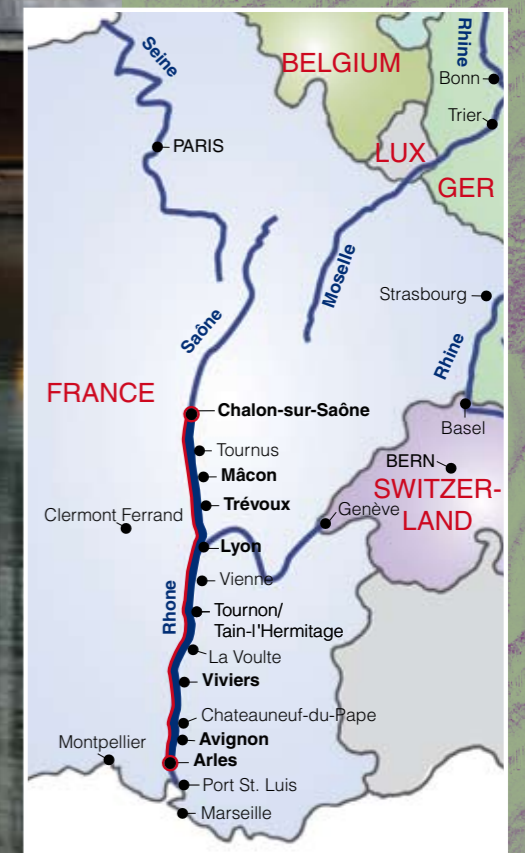 Seine
BELGIUM
Rhine
Bonn
Trier
PARIS
LUX
GER
Moselle
Saône
Strasbourg
Rhine
FRANCE
Chalon-sur-Saône
Basel
Tournus
BERN
Mâcon
SWITZER-
LAND
Trévoux
Genève
Clermont Ferrand
Lyon
Vienne
Rhone
Tournon/
Tain-l'Hermitage
La Voulte
Viviers
Chateauneuf-du-Pape
Montpellier
Avignon
Arles
Port St. Luis
Marseille